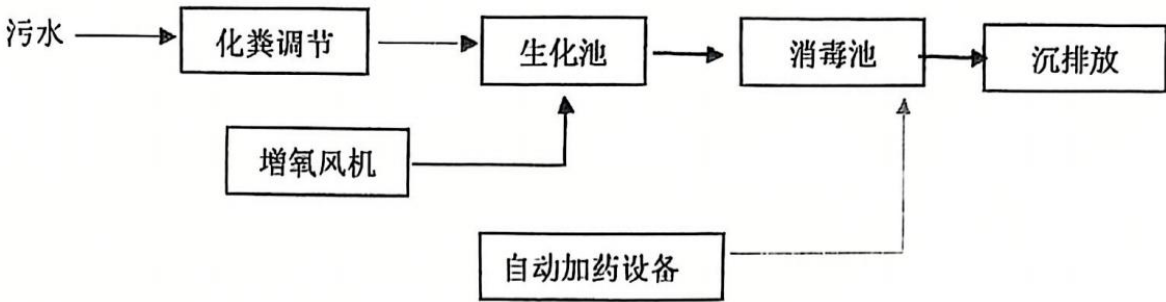 污水
化粪调节
生化池
消毒池
沉排放
增氧风机
自动加药设备